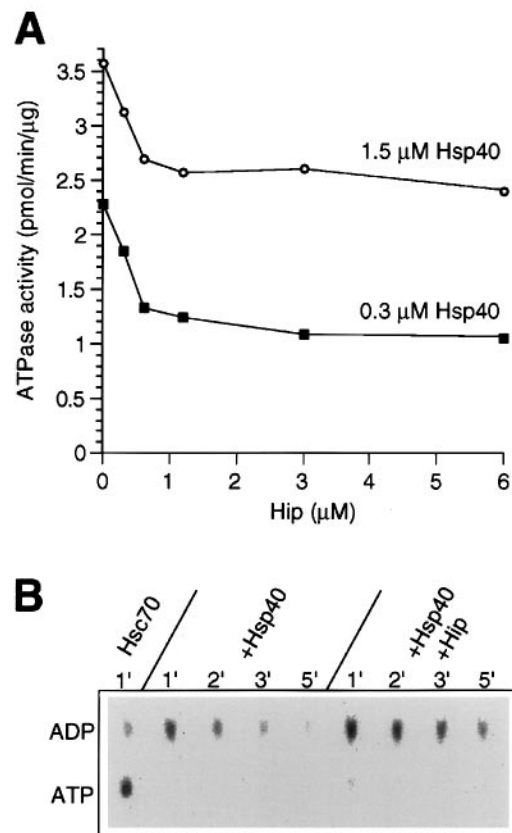 A
ATPase activity (pmol/min/μg)
3.5
3
2.5
2
1.5
1
0.5
0
1.5 μM Hsp40
0.3 μM Hsp40
0 1 2 3 4 5 6
Hip (μM)
B
Hsc70
+Hsp40
+Hsp40
+Hip
1' 1' 2' 3' 5' 1' 2' 3' 5'
ADP
ATP